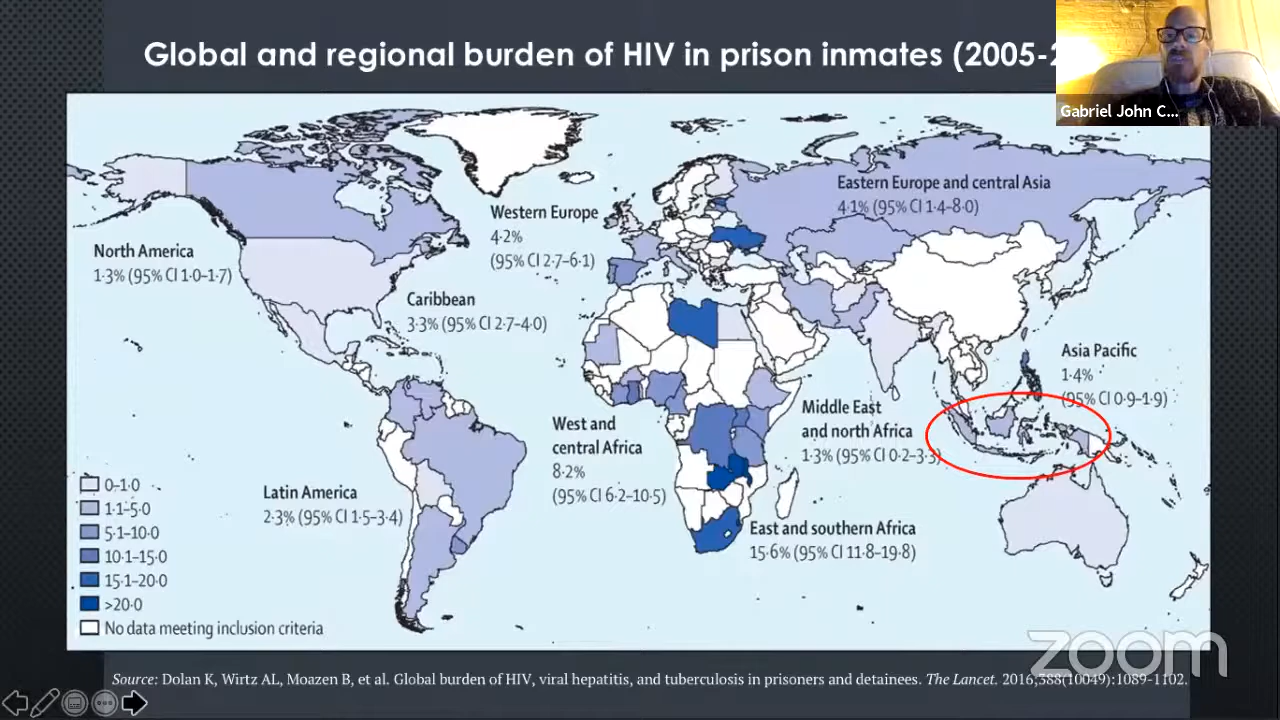 Global and regional burden of HIV in prison inmates (2005-2
Gabriel John C...
Eastern Europe and central Asia
4·1% (95% CI 1·4–8·0)
Western Europe
4·2%
(95% CI 2·7–6·1)
North America
1·3% (95% CI 1·0–1·7)
Caribbean
3·3% (95% CI 2·7–4·0)
Asia Pacific
1·4%
(95% CI 0·9–1·9)
Middle East
and north Africa
1·3% (95% CI 0·2–3·3)
West and
central Africa
8·2%
(95% CI 6·2–10·5)
Latin America
2·3% (95% CI 1·5–3·4)
East and southern Africa
15·6% (95% CI 11·8–19·8)
0–1·0
1·1–5·0
5·1–10·0
10·1–15·0
15·1–20·0
>20·0
No data meeting inclusion criteria
zoom
Source: Dolan K, Wirtz AL, Moazen B, et al. Global burden of HIV, viral hepatitis, and tuberculosis in prisoners and detainees. The Lancet. 2016;388(10049):1089-1102.